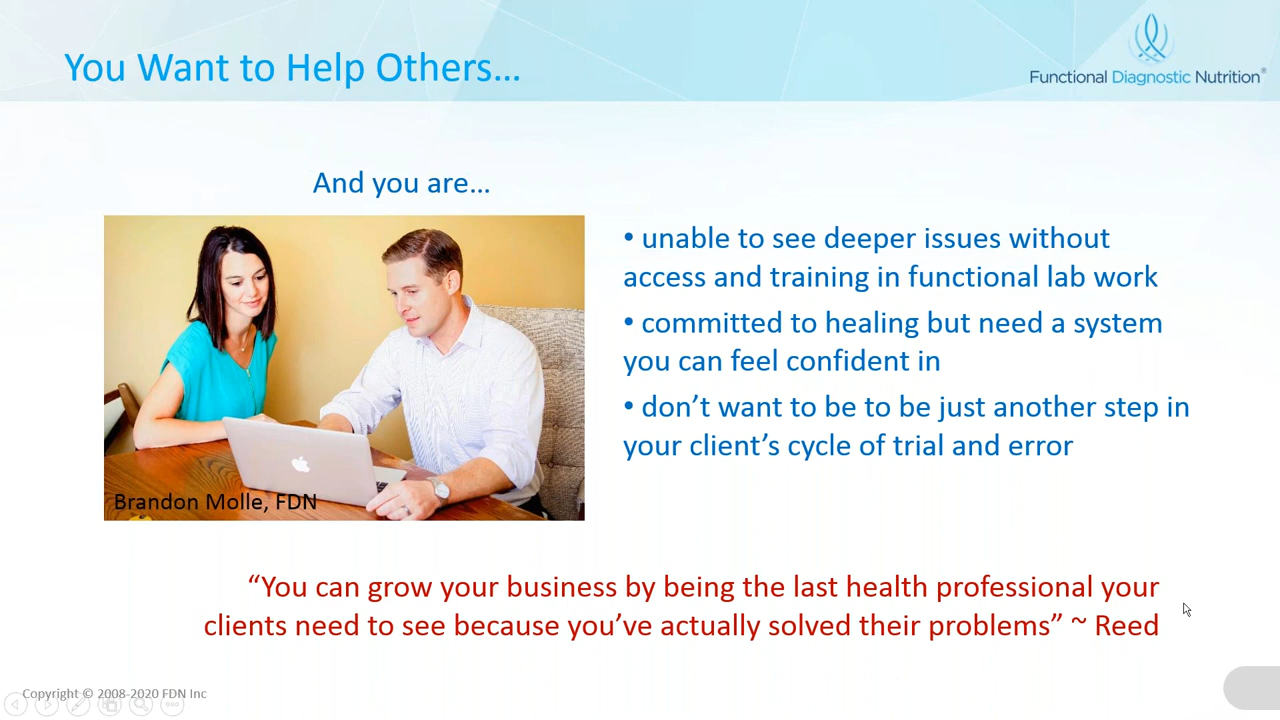 You Want to Help Others...
Functional Diagnostic Nutrition®
And you are...
• unable to see deeper issues without
access and training in functional lab work
• committed to healing but need a system
you can feel confident in
• don’t want to be to be just another step in
your client’s cycle of trial and error
Brandon Molle, FDN
“You can grow your business by being the last health professional your
clients need to see because you’ve actually solved their problems” ~ Reed
Copyright © 2008-2020 FDN Inc